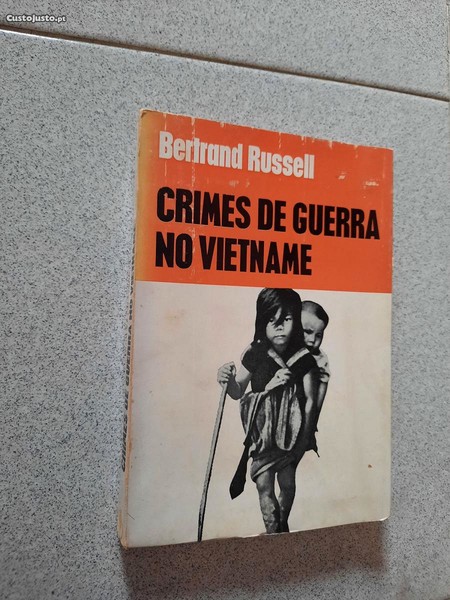 CustoJusto.pt
Bertrand Russell
CRIMES DE GUERRA
NO VIETNAME